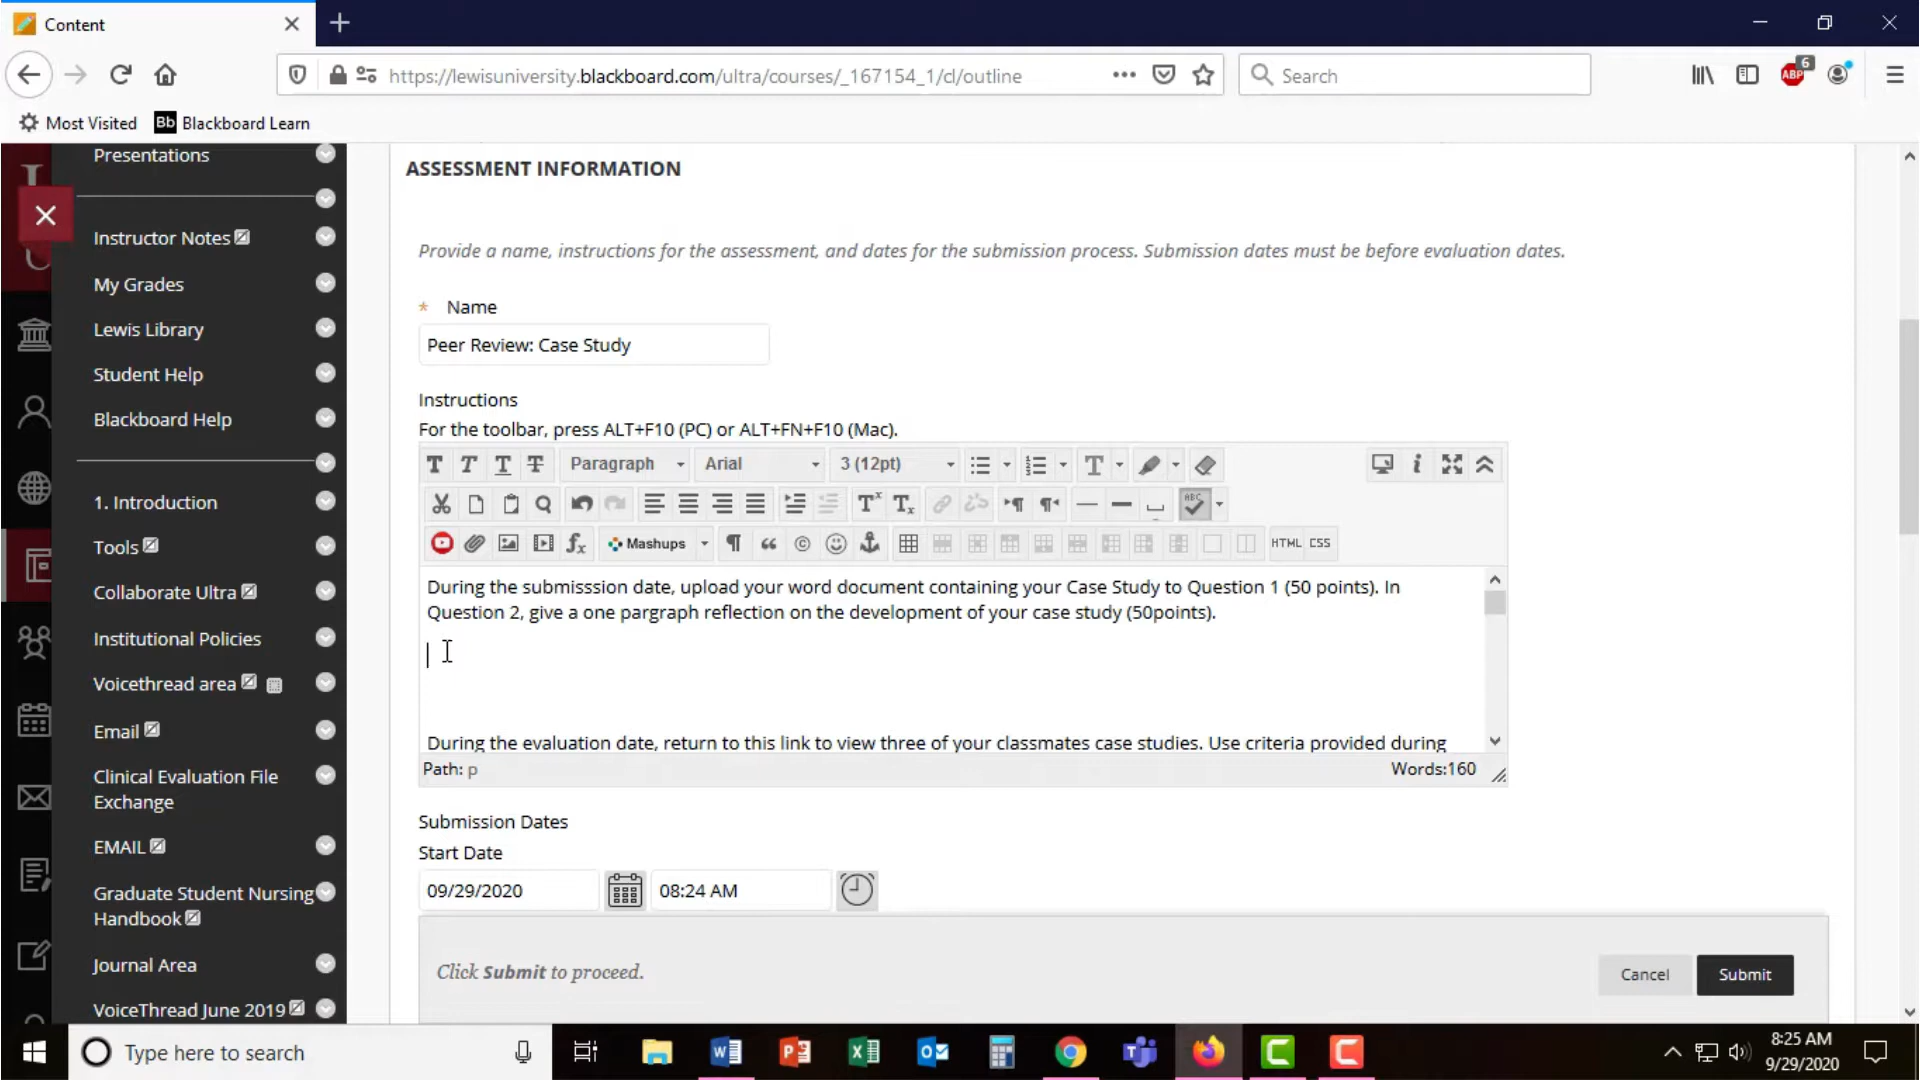 Content
https://lewisuniversity.blackboard.com/ultra/courses/_167154_1/cl/outline
Search
ABP
6
Most Visited
Bb Blackboard Learn
Presentations
Instructor Notes
My Grades
Lewis Library
Student Help
Blackboard Help
1. Introduction
Tools
Collaborate Ultra
Institutional Policies
Voicethread area
Email
Clinical Evaluation File
Exchange
EMAIL
Graduate Student Nursing
Handbook
Journal Area
VoiceThread June 2019
ASSESSMENT INFORMATION
Provide a name, instructions for the assessment, and dates for the submission process. Submission dates must be before evaluation dates.
* Name
Peer Review: Case Study
Instructions
For the toolbar, press ALT+F10 (PC) or ALT+FN+F10 (Mac).
T T T T Paragraph Arial 3 (12pt)
Mashups HTML CSS
During the submisssion date, upload your word document containing your Case Study to Question 1 (50 points). In
Question 2, give a one pargraph reflection on the development of your case study (50points).
During the evaluation date, return to this link to view three of your classmates case studies. Use criteria provided during
Path: p Words:160
Submission Dates
Start Date
09/29/2020 08:24 AM
Click Submit to proceed.
Cancel Submit
Type here to search
8:25 AM
9/29/2020